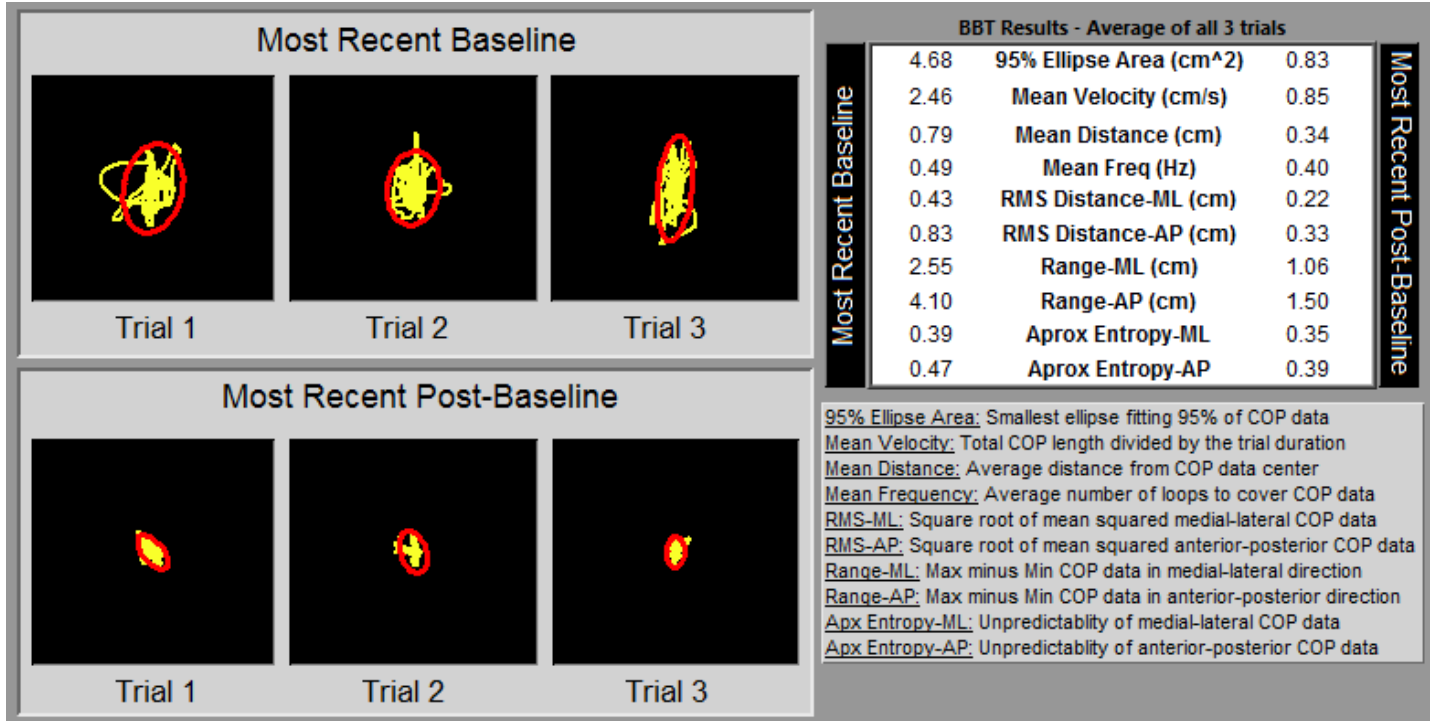 Most Recent Baseline
Trial 1
Trial 2
Trial 3
Most Recent Post-Baseline
Trial 1
Trial 2
Trial 3
BBT Results - Average of all 3 trials
Most Recent Baseline
Most Recent Post-Baseline
4.68 95% Ellipse Area (cm^2) 0.83
2.46 Mean Velocity (cm/s) 0.85
0.79 Mean Distance (cm) 0.34
0.49 Mean Freq (Hz) 0.40
0.43 RMS Distance-ML (cm) 0.22
0.83 RMS Distance-AP (cm) 0.33
2.55 Range-ML (cm) 1.06
4.10 Range-AP (cm) 1.50
0.39 Aprox Entropy-ML 0.35
0.47 Aprox Entropy-AP 0.39
95% Ellipse Area: Smallest ellipse fitting 95% of COP data
Mean Velocity: Total COP length divided by the trial duration
Mean Distance: Average distance from COP data center
Mean Frequency: Average number of loops to cover COP data
RMS-ML: Square root of mean squared medial-lateral COP data
RMS-AP: Square root of mean squared anterior-posterior COP data
Range-ML: Max minus Min COP data in medial-lateral direction
Range-AP: Max minus Min COP data in anterior-posterior direction
Apx Entropy-ML: Unpredictablity of medial-lateral COP data
Apx Entropy-AP: Unpredictablity of anterior-posterior COP data